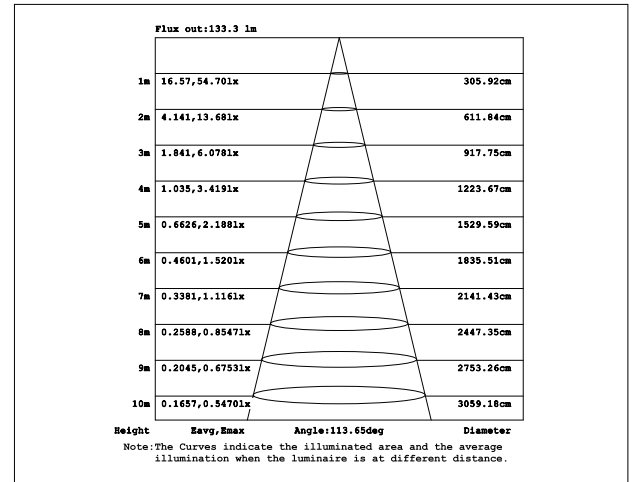 Flux out:133.3 lm
1m 16.57,54.70lx 305.92cm
2m 4.141,13.68lx 611.84cm
3m 1.841,6.078lx 917.75cm
4m 1.035,3.419lx 1223.67cm
5m 0.6626,2.188lx 1529.59cm
6m 0.4601,1.520lx 1835.51cm
7m 0.3381,1.116lx 2141.43cm
8m 0.2588,0.8547lx 2447.35cm
9m 0.2045,0.6753lx 2753.26cm
10m 0.1657,0.5470lx 3059.18cm
Height Eavg,Emax Angle:113.65deg Diameter
Note:The Curves indicate the illuminated area and the average
illumination when the luminaire is at different distance.